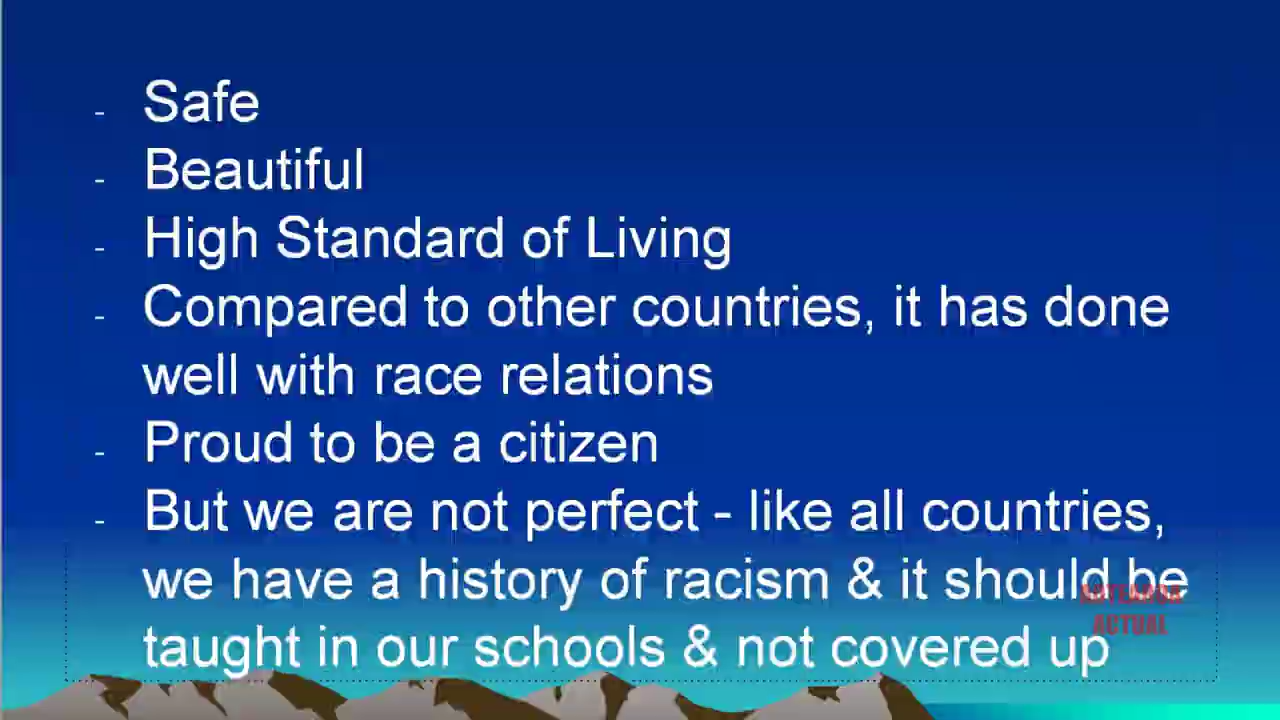 - Safe
- Beautiful
- High Standard of Living
- Compared to other countries, it has done
well with race relations
- Proud to be a citizen
- But we are not perfect - like all countries,
we have a history of racism & it should be
taught in our schools & not covered up
AOTEAROA
ACTUAL